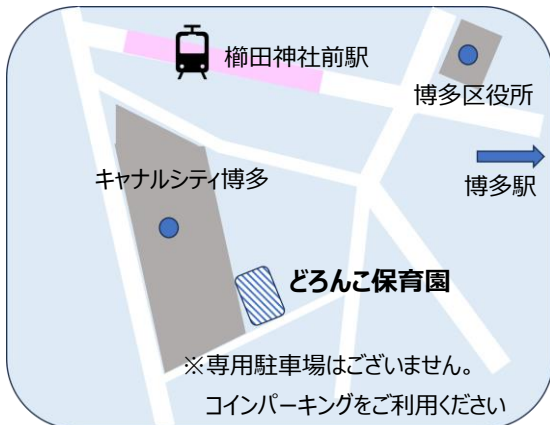 櫛田神社前駅
博多区役所
キャナルシティ博多
博多駅
どろんこ保育園
※専用駐車場はございません。
コインパーキングをご利用ください